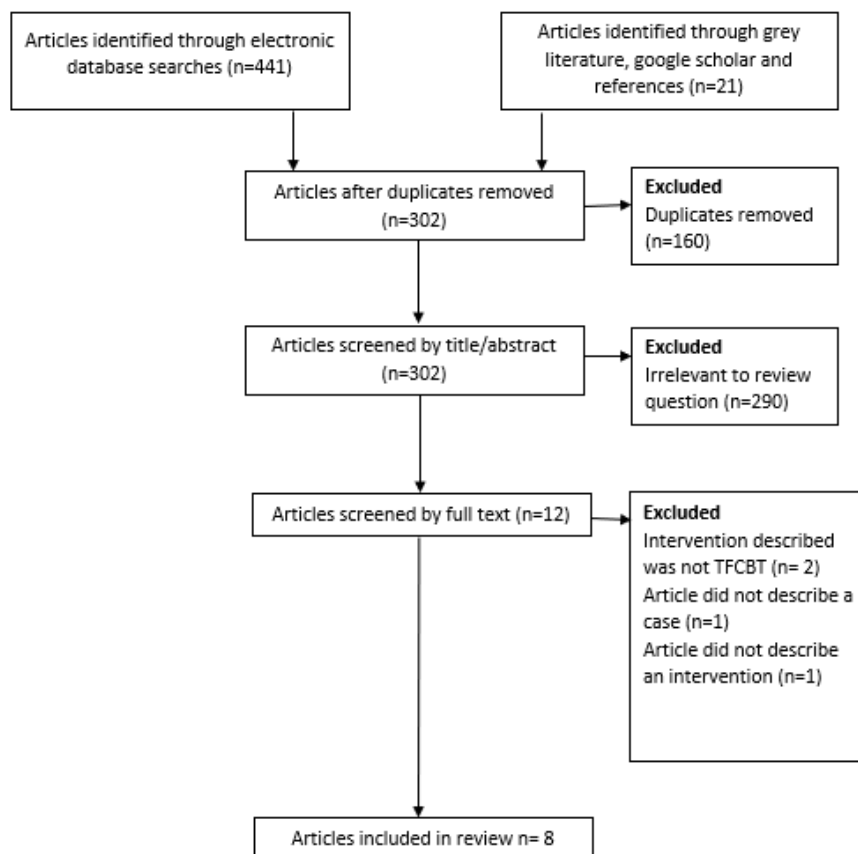 Articles identified through electronic
database searches (n=441)
Articles identified through grey
literature, google scholar and
references (n=21)
Articles after duplicates removed
(n=302)
Excluded
Duplicates removed
(n=160)
Articles screened by title/abstract
(n=302)
Excluded
Irrelevant to review
question (n=290)
Articles screened by full text (n=12)
Excluded
Intervention described
was not TFCBT (n= 2)
Article did not describe a
case (n=1)
Article did not describe
an intervention (n=1)
Articles included in review n= 8